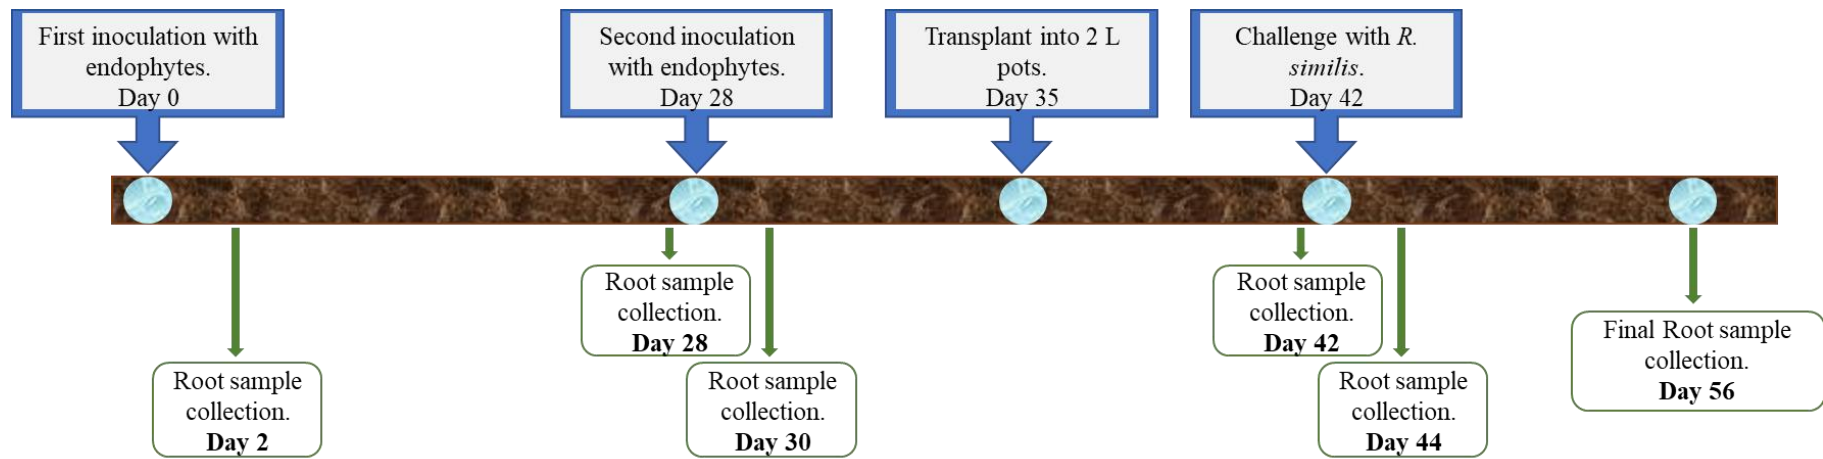 First inoculation with
endophytes.
Day 0
Second inoculation
with endophytes.
Day 28
Transplant into 2 L
pots.
Day 35
Challenge with R.
similis.
Day 42
Root sample
collection.
Day 2
Root sample
collection.
Day 28
Root sample
collection.
Day 30
Root sample
collection.
Day 42
Root sample
collection.
Day 44
Final Root sample
collection.
Day 56